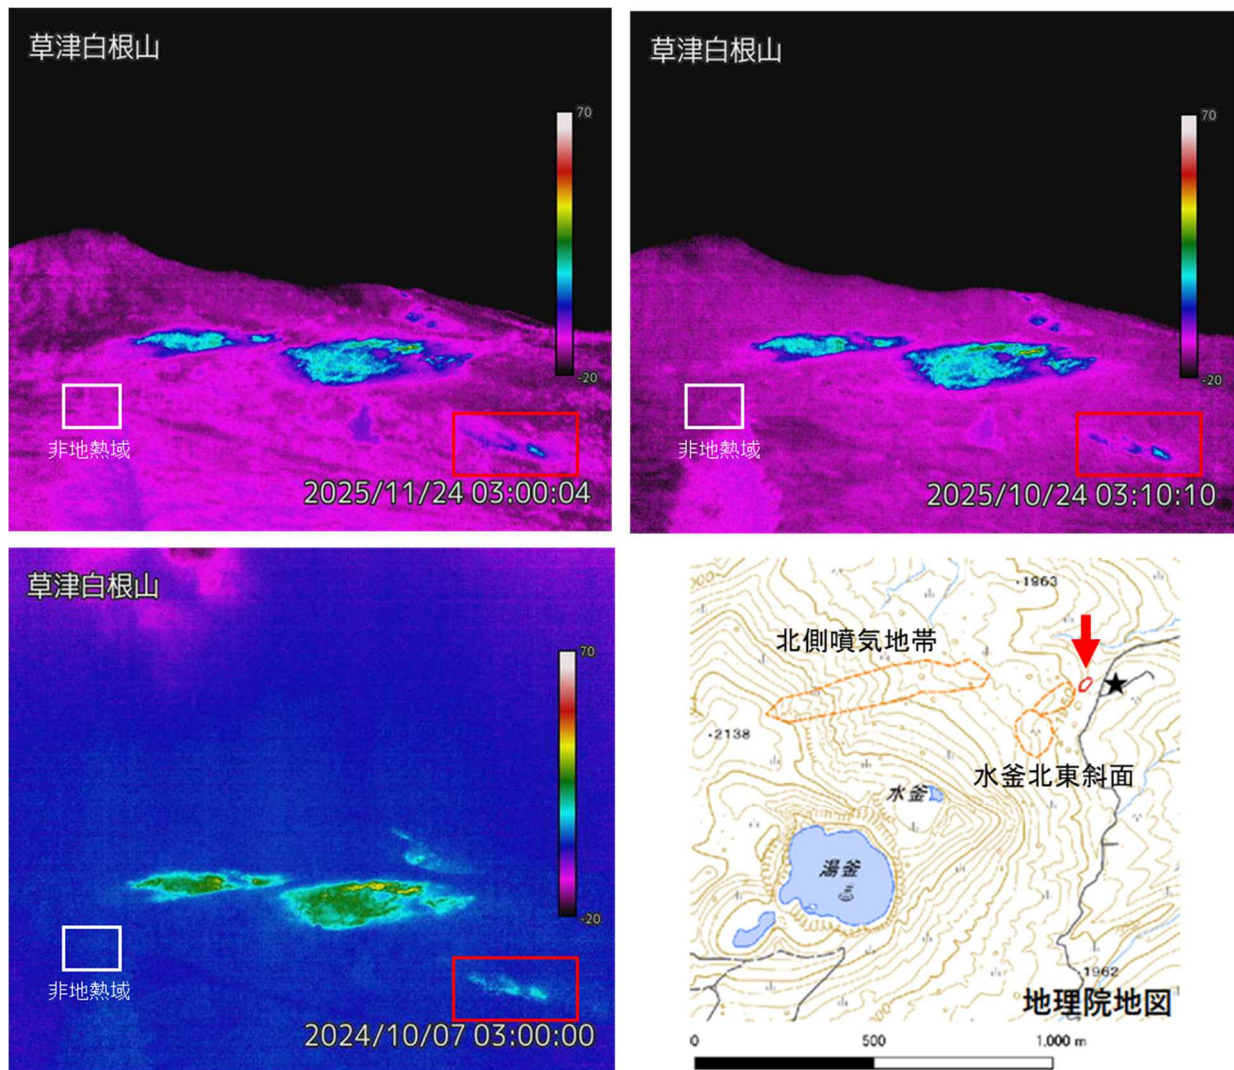 草津白根山
70
-20
非地熱域
2025/11/24 03:00:04
草津白根山
70
-20
非地熱域
2025/10/24 03:10:10
草津白根山
70
-20
非地熱域
2024/10/07 03:00:00
1963
北側噴気地帯
2138
水釜北東斜面
水釜
湯釜
1962
地理院地図
0 500 1,000 m